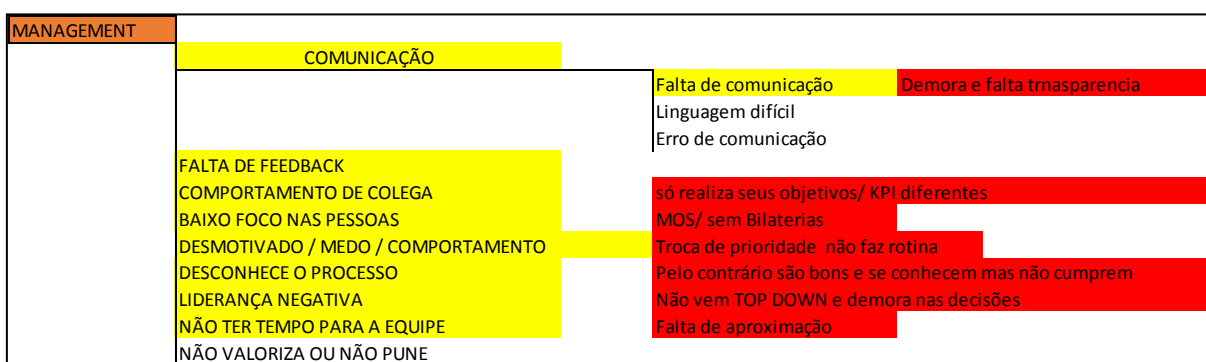 MANAGEMENT
COMUNICAÇÃO
Falta de comunicação Demora e falta trnasparencia
Linguagem difícil
Erro de comunicação
FALTA DE FEEDBACK
COMPORTAMENTO DE COLEGA só realiza seus objetivos/ KPI diferentes
BAIXO FOCO NAS PESSOAS MOS/ sem Bilaterias
DESMOTIVADO / MEDO / COMPORTAMENTO Troca de prioridade não faz rotina
DESCONHECE O PROCESSO Pelo contrário são bons e se conhecem mas não cumprem
LIDERANÇA NEGATIVA Não vem TOP DOWN e demora nas decisões
NÃO TER TEMPO PARA A EQUIPE Falta de aproximação
NÃO VALORIZA OU NÃO PUNE